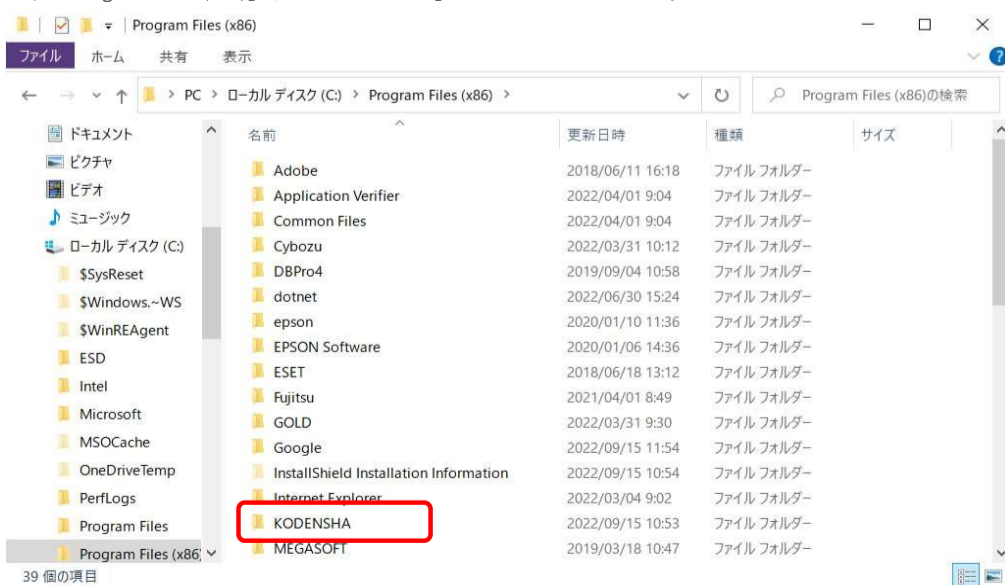 Program Files (x86)
ファイル ホーム 共有 表示
PC > ローカル ディスク (C:) > Program Files (x86) >
Program Files (x86)の検索
ドキュメント
ピクチャ
ビデオ
ミュージック
ローカル ディスク (C:)
$SysReset
$Windows.~WS
$WinREAgent
ESD
Intel
Microsoft
MSOCache
OneDriveTemp
PerfLogs
Program Files
Program Files (x86)
名前 更新日時 種類 サイズ
Adobe 2018/06/11 16:18 ファイル フォルダー
Application Verifier 2022/04/01 9:04 ファイル フォルダー
Common Files 2022/04/01 9:04 ファイル フォルダー
Cybozu 2022/03/31 10:12 ファイル フォルダー
DBPro4 2019/09/04 10:58 ファイル フォルダー
dotnet 2022/06/30 15:24 ファイル フォルダー
epson 2020/01/10 11:36 ファイル フォルダー
EPSON Software 2020/01/06 14:36 ファイル フォルダー
ESET 2018/06/18 13:12 ファイル フォルダー
Fujitsu 2021/04/01 8:49 ファイル フォルダー
GOLD 2022/03/31 9:30 ファイル フォルダー
Google 2022/09/15 11:54 ファイル フォルダー
InstallShield Installation Information 2022/09/15 10:54 ファイル フォルダー
Internet Explorer 2022/03/04 9:02 ファイル フォルダー
KODENSHA 2022/09/15 10:53 ファイル フォルダー
MEGASOFT 2019/03/18 10:47 ファイル フォルダー
39 個の項目